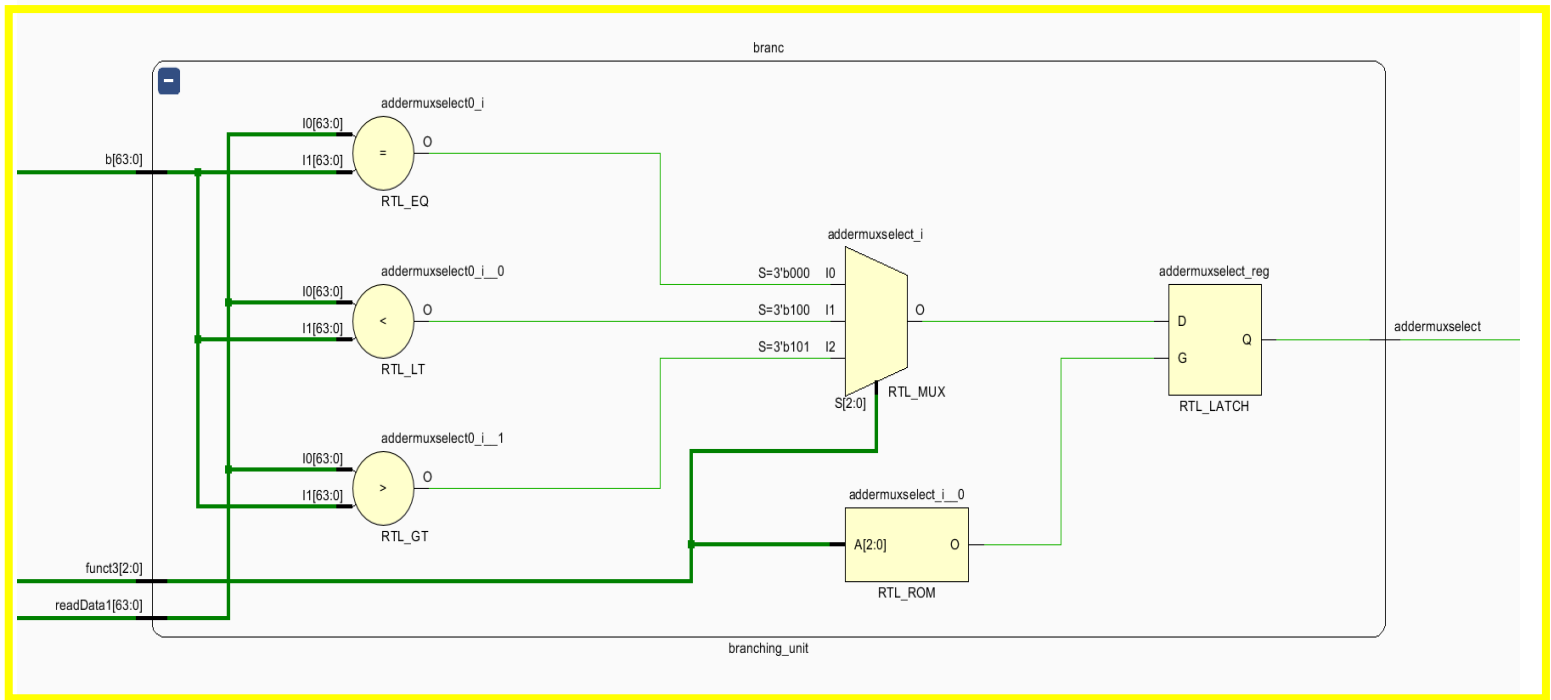 branc
−
addermuxselect0_i
I0[63:0]
O
b[63:0]
I1[63:0]
=
RTL_EQ
addermuxselect_i
addermuxselect0_i__0
addermuxselect_reg
S=3'b000 I0
I0[63:0]
O
S=3'b100 I1
O
<
D
addermuxselect
I1[63:0]
Q
S=3'b101 I2
G
RTL_LT
RTL_MUX
S[2:0]
RTL_LATCH
addermuxselect0_i__1
I0[63:0]
O
>
I1[63:0]
addermuxselect_i__0
RTL_GT
A[2:0] O
funct3[2:0]
RTL_ROM
readData1[63:0]
branching_unit